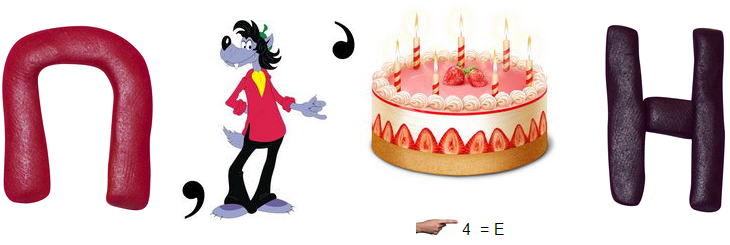 П , ’ Н
4 = Е